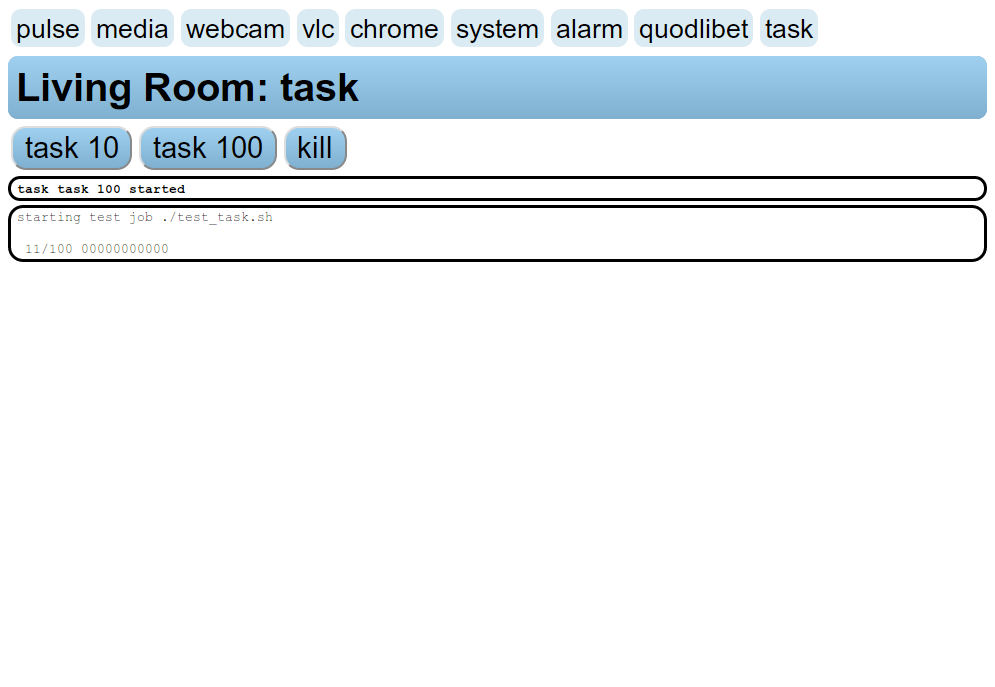 pulse media webcam vlc chrome system alarm quodlibet task
Living Room: task
task 10 task 100 kill
task task 100 started
starting test job ./test_task.sh
11/100 00000000000